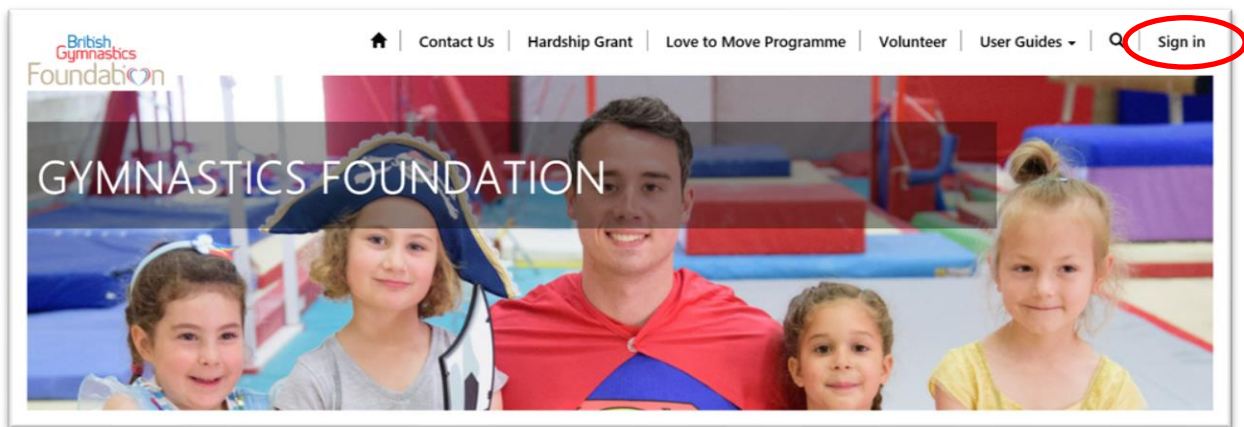 British
Gymnastics
Foundation
Contact Us
Hardship Grant
Love to Move Programme
Volunteer
User Guides
Sign in
GYMNASTICS FOUNDATION